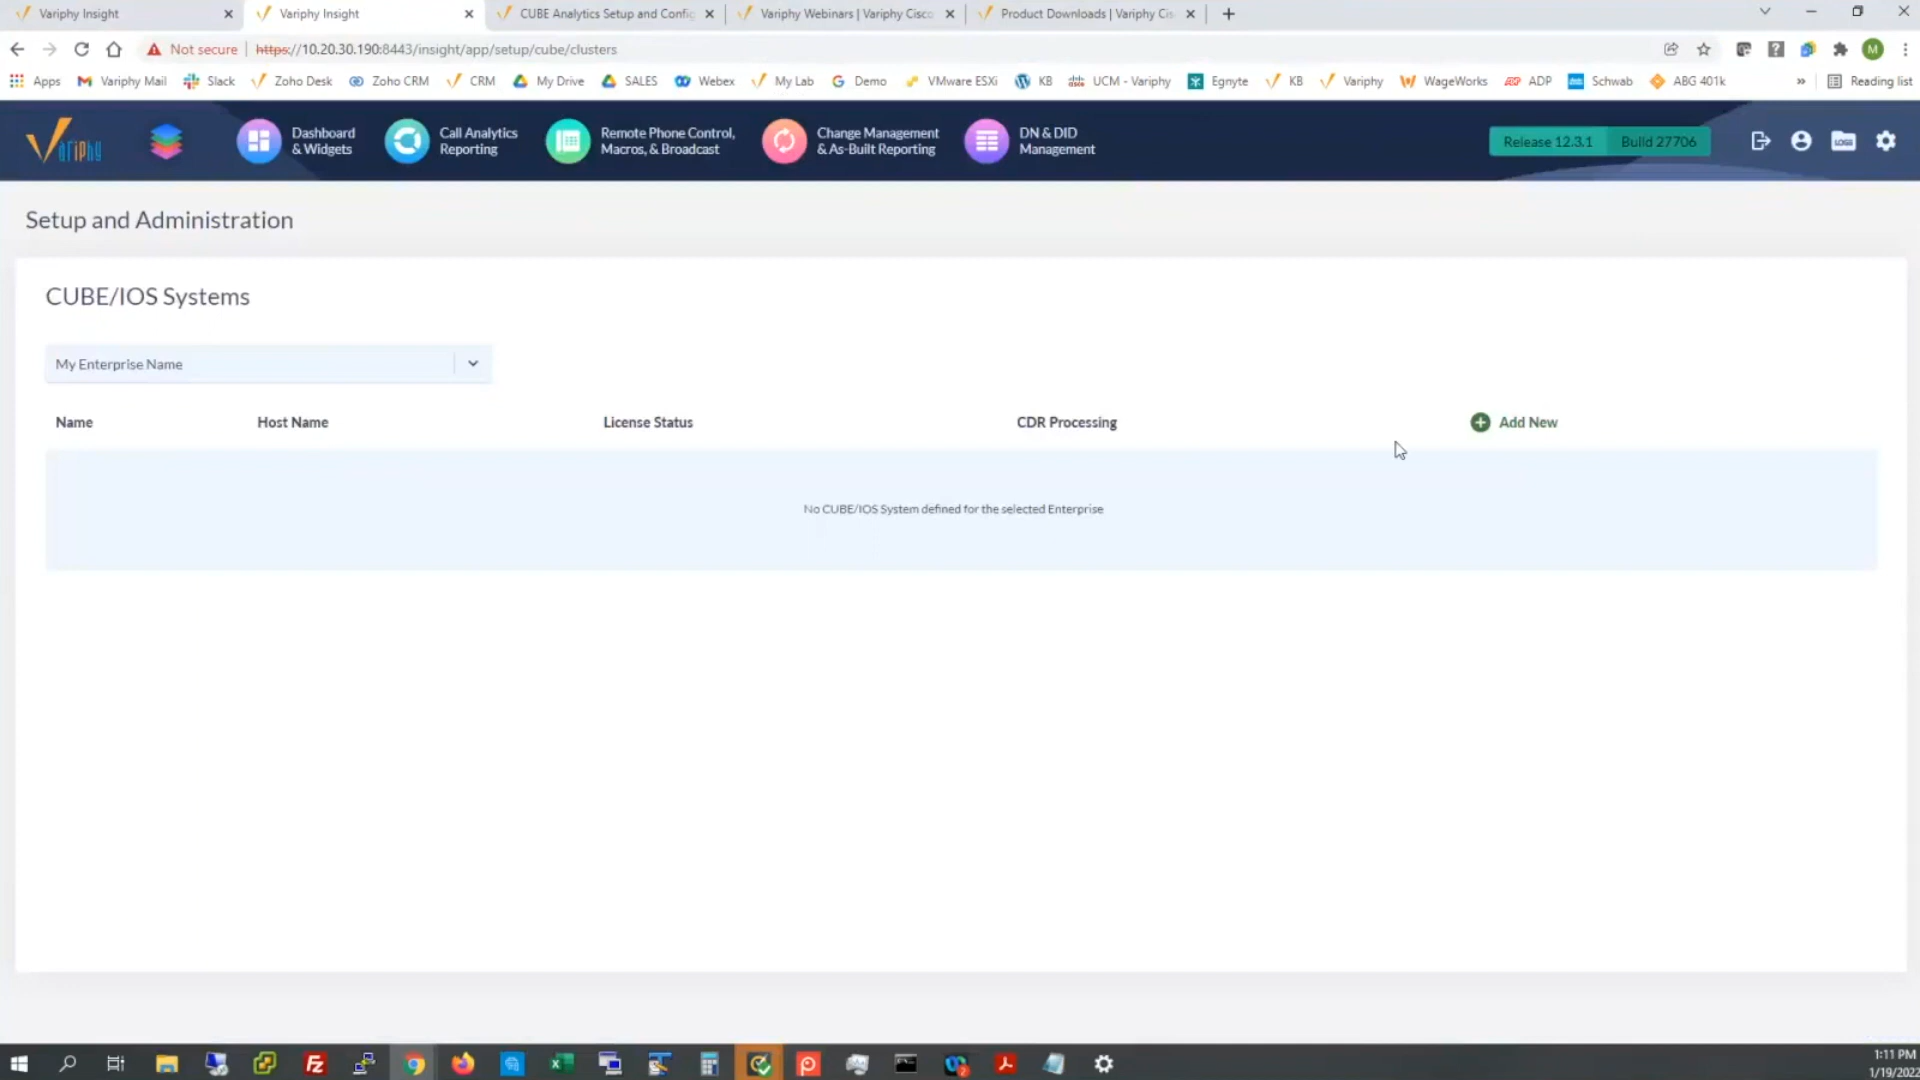 Variphy Insight
Variphy Insight
CUBE Analytics Setup and Config
Variphy Webinars | Variphy Cisco
Product Downloads | Variphy Cis
Not secure
https://10.20.30.190:8443/insight/app/setup/cube/clusters
M
Apps
Variphy Mail
Slack
Zoho Desk
Zoho CRM
CRM
My Drive
SALES
Webex
My Lab
Demo
VMware ESXi
KB
UCM - Variphy
Egnyte
KB
Variphy
WageWorks
ADP
Schwab
ABG 401k
»
Reading list
Variphy
Dashboard
& Widgets
Call Analytics
Reporting
Remote Phone Control,
Macros, & Broadcast
Change Management
& As-Built Reporting
DN & DID
Management
Release 12.3.1
Build 27706
LOGS
Setup and Administration
CUBE/IOS Systems
My Enterprise Name
Name
Host Name
License Status
CDR Processing
Add New
No CUBE/IOS System defined for the selected Enterprise
1:11 PM
1/19/2022